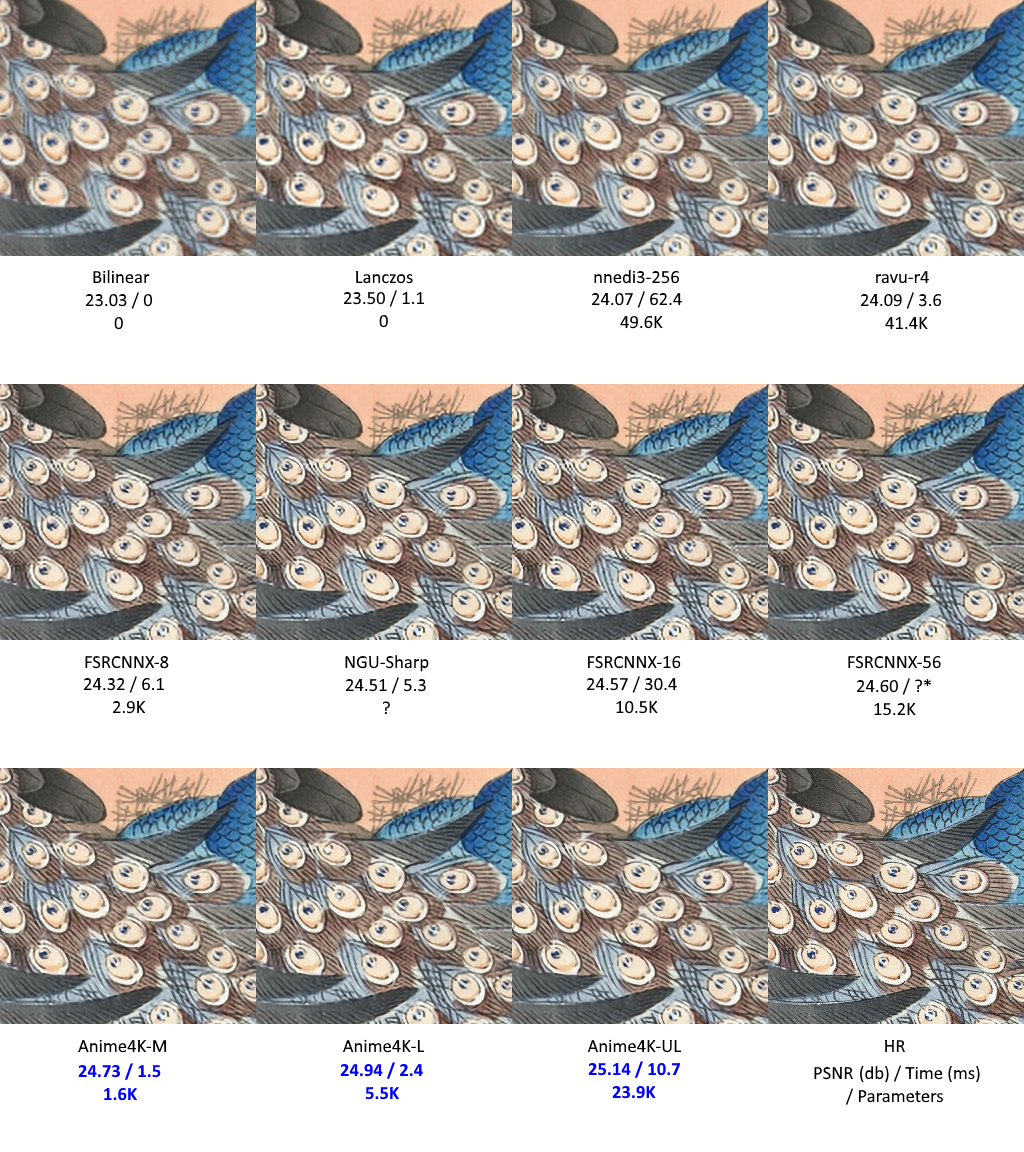 Bilinear
23.03 / 0
0
Lanczos
23.50 / 1.1
0
nnedi3-256
24.07 / 62.4
49.6K
ravu-r4
24.09 / 3.6
41.4K
FSRCNNX-8
24.32 / 6.1
2.9K
NGU-Sharp
24.51 / 5.3
?
FSRCNNX-16
24.57 / 30.4
10.5K
FSRCNNX-56
24.60 / ?*
15.2K
Anime4K-M
24.73 / 1.5
1.6K
Anime4K-L
24.94 / 2.4
5.5K
Anime4K-UL
25.14 / 10.7
23.9K
HR
PSNR (db) / Time (ms)
/ Parameters